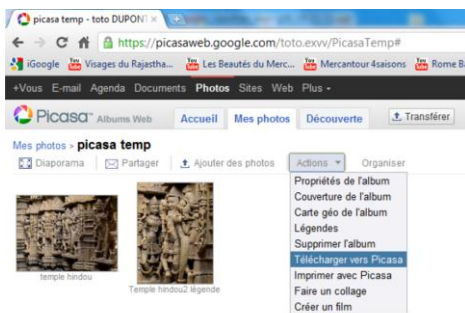 picasa temp - toto DUPONT
https://picasaweb.google.com/toto.exvv/PicasaTemp#
iGoogle Visages du Rajastha... Les Beautés du Merc... Mercantour 4saisons Rome B
+Vous E-mail Agenda Documents Photos Sites Web Plus
Picasa™ Albums Web Accueil Mes photos Découverte Transférer
Mes photos > picasa temp
Diaporama Partager Ajouter des photos Actions Organiser
Propriétés de l'album
Couverture de l'album
Carte géo de l'album
Légendes
Supprimer l'album
Télécharger vers Picasa
Imprimer avec Picasa
Faire un collage
Créer un film
temple hindou
Temple hindou2 légende